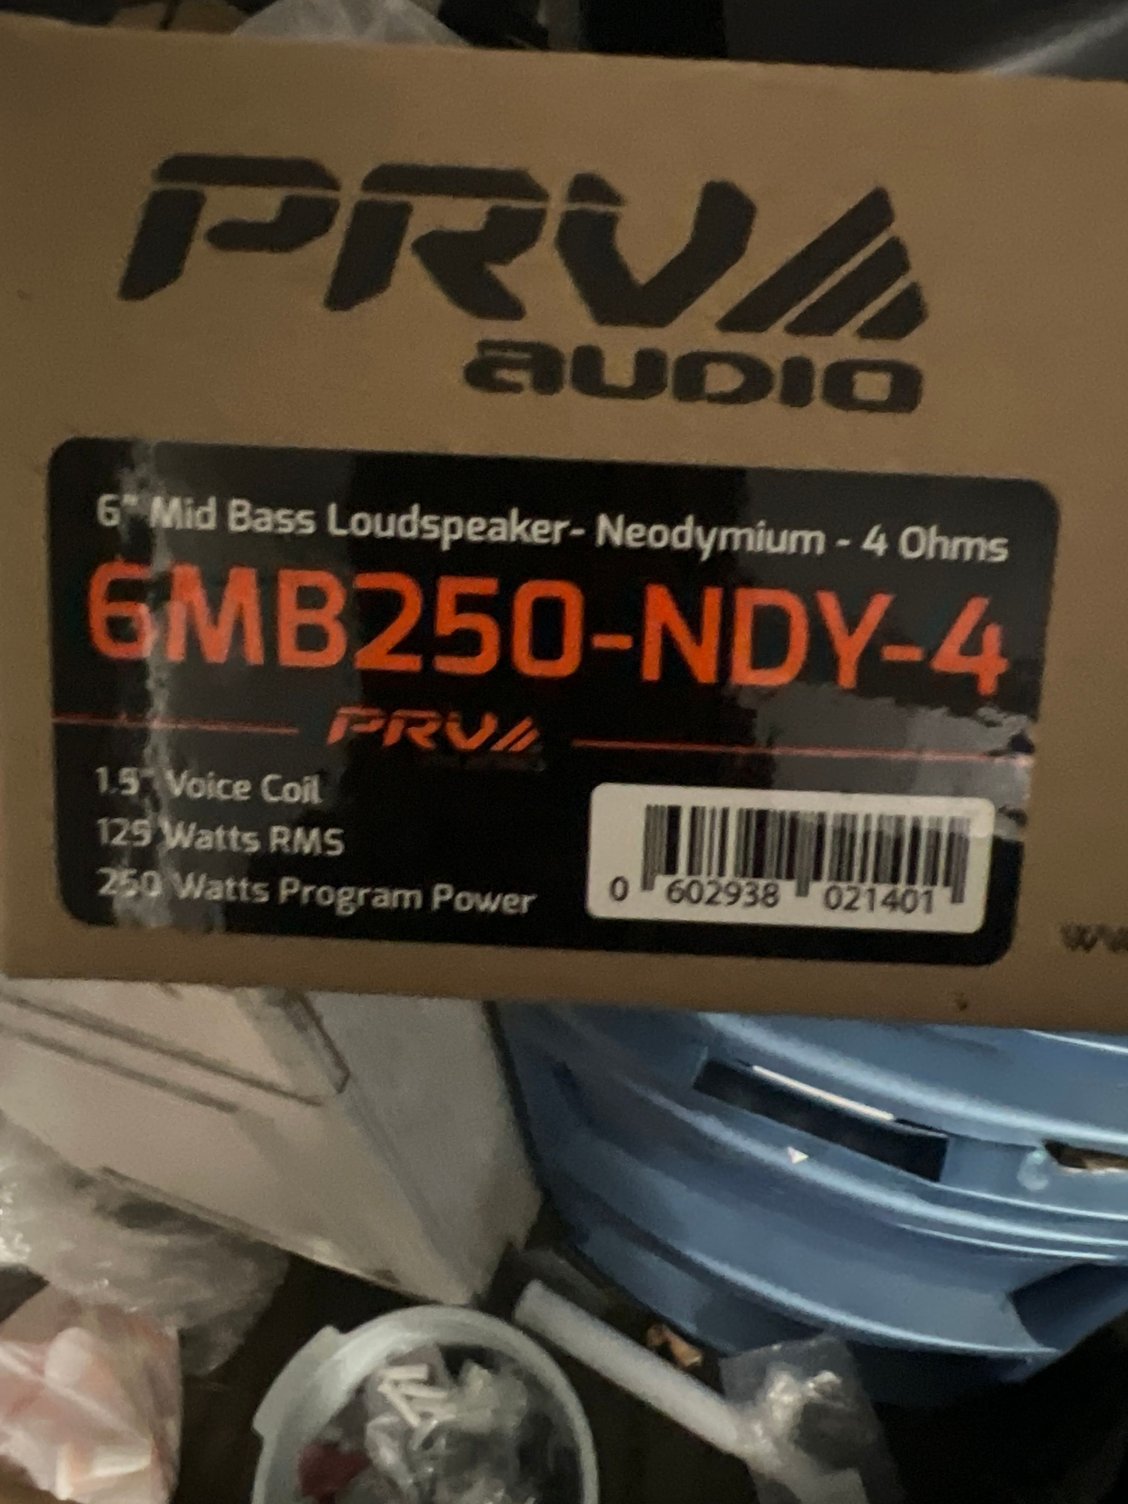 PRV
AUDIO
6" Mid Bass Loudspeaker- Neodymium - 4 Ohms
6MB250-NDY-4
PRV
1.5" Voice Coil
125 Watts RMS
250 Watts Program Power
0 602938 021401